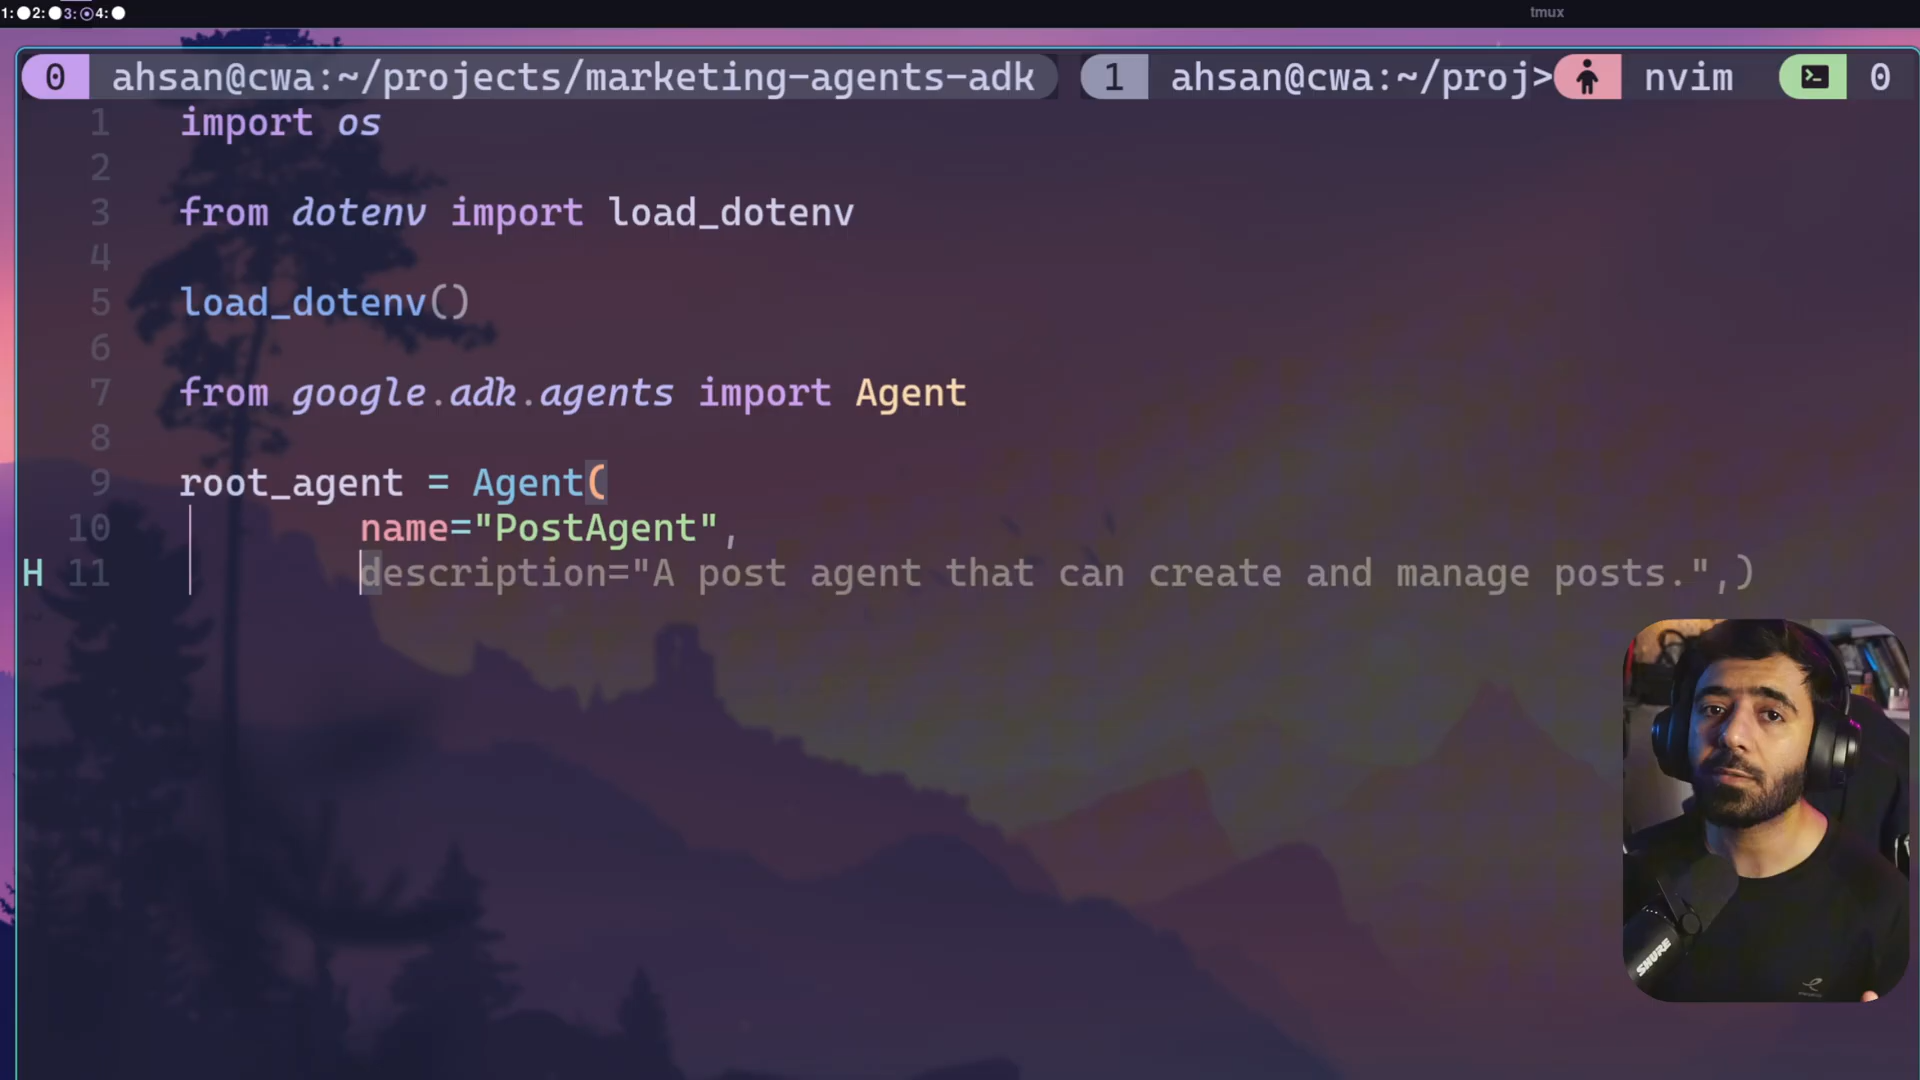 1: 2: 3: 4: tmux
0 ahsan@cwa:~/projects/marketing-agents-adk 1 ahsan@cwa:~/proj> nvim 0
1 import os
2
3 from dotenv import load_dotenv
4
5 load_dotenv()
6
7 from google.adk.agents import Agent
8
9 root_agent = Agent(
10 name="PostAgent",
H 11 description="A post agent that can create and manage posts.",)
SHURE